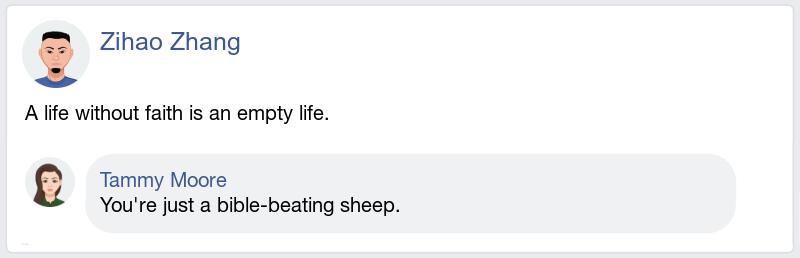 Zihao Zhang
A life without faith is an empty life.
Tammy Moore
You're just a bible-beating sheep.